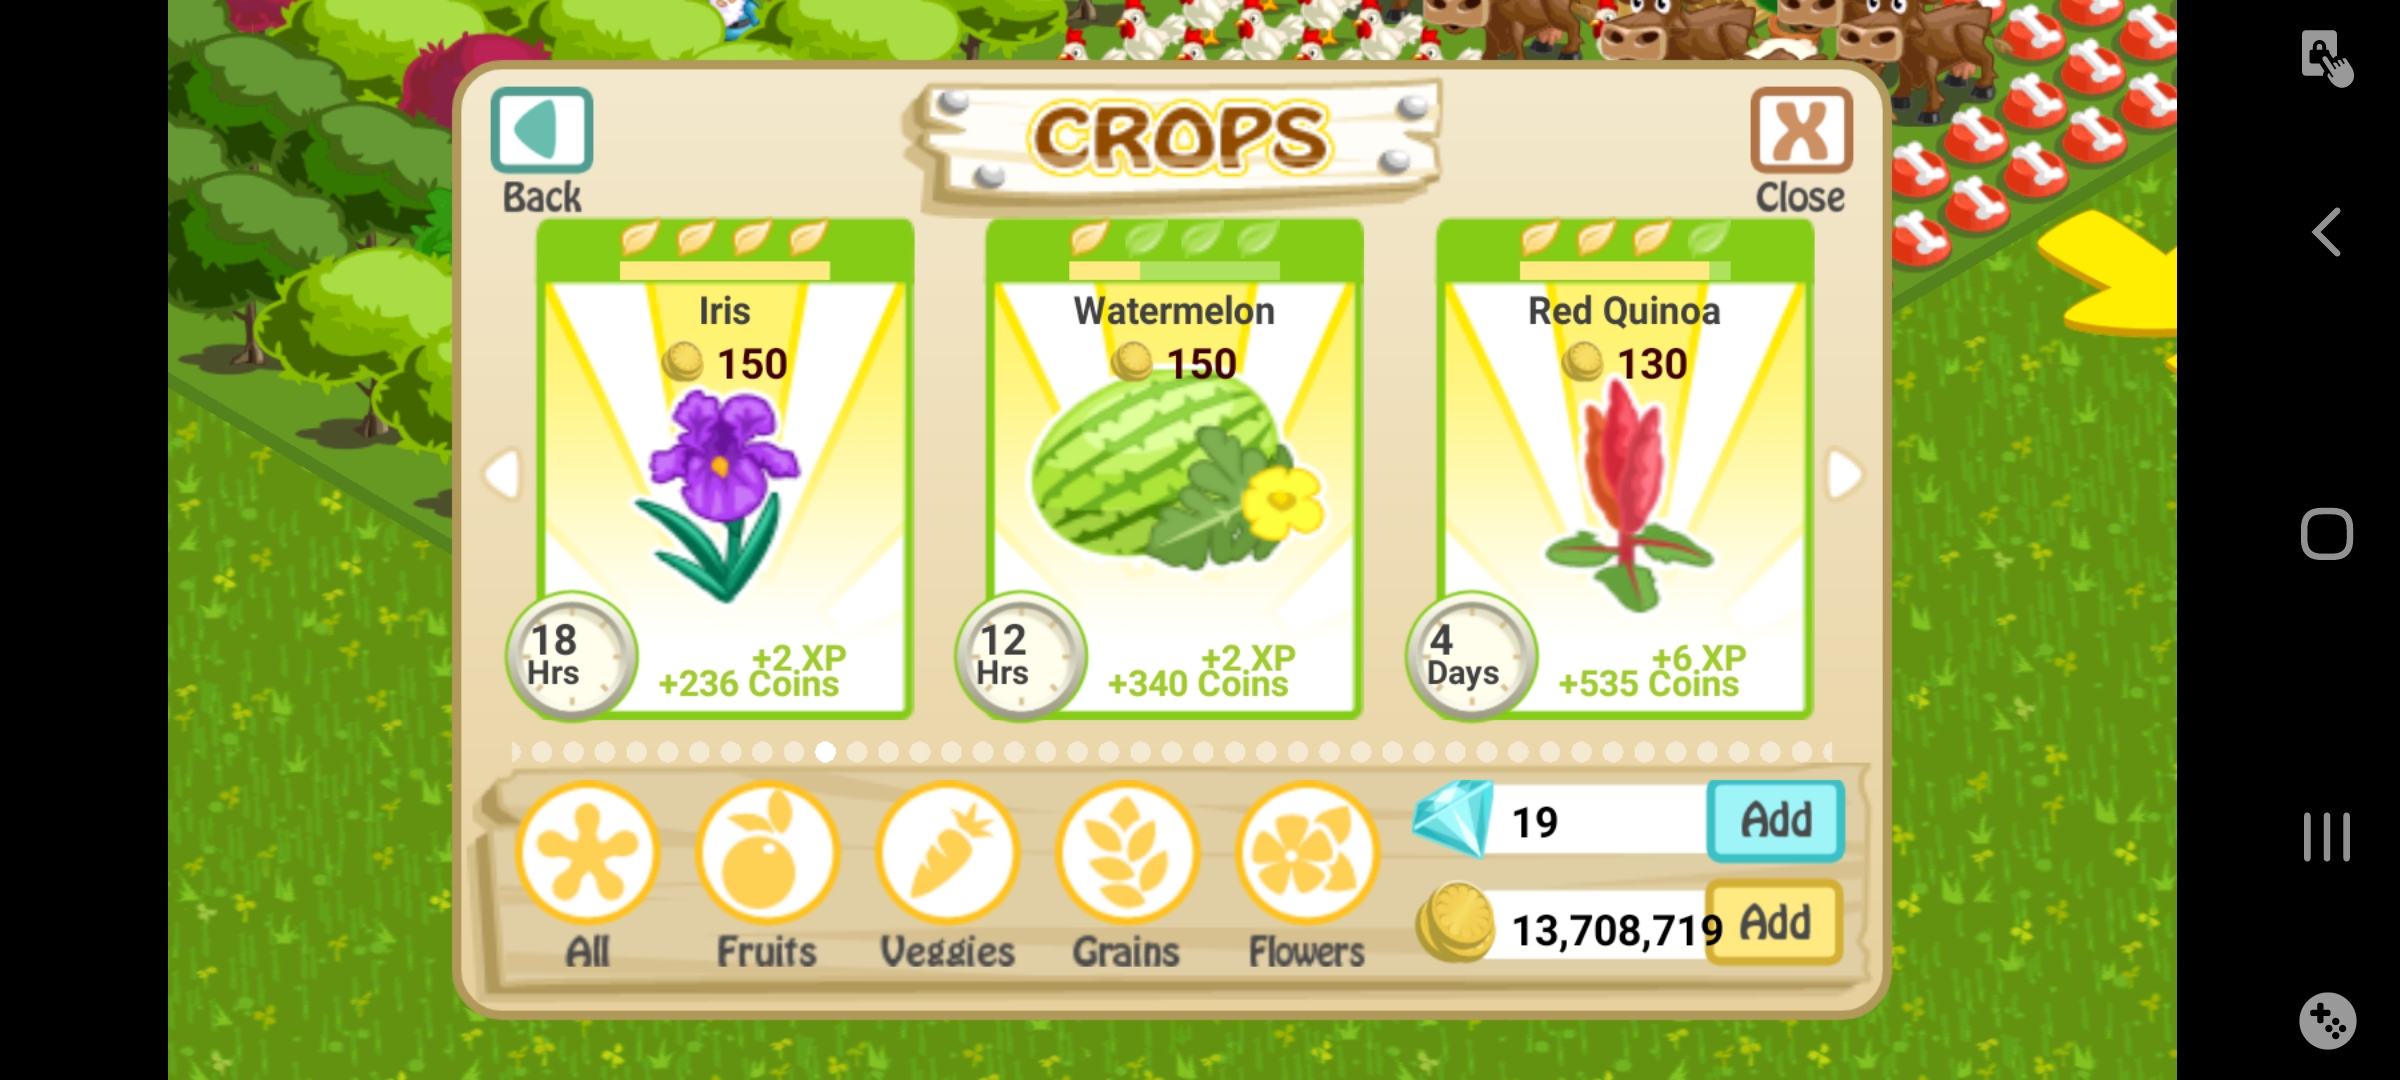 CROPS
Back
Close
Iris
150
18
Hrs
+2 XP
+236 Coins
Watermelon
150
12
Hrs
+2 XP
+340 Coins
Red Quinoa
130
4
Days
+6 XP
+535 Coins
All
Fruits
Veggies
Grains
Flowers
19
Add
13,708,719
Add